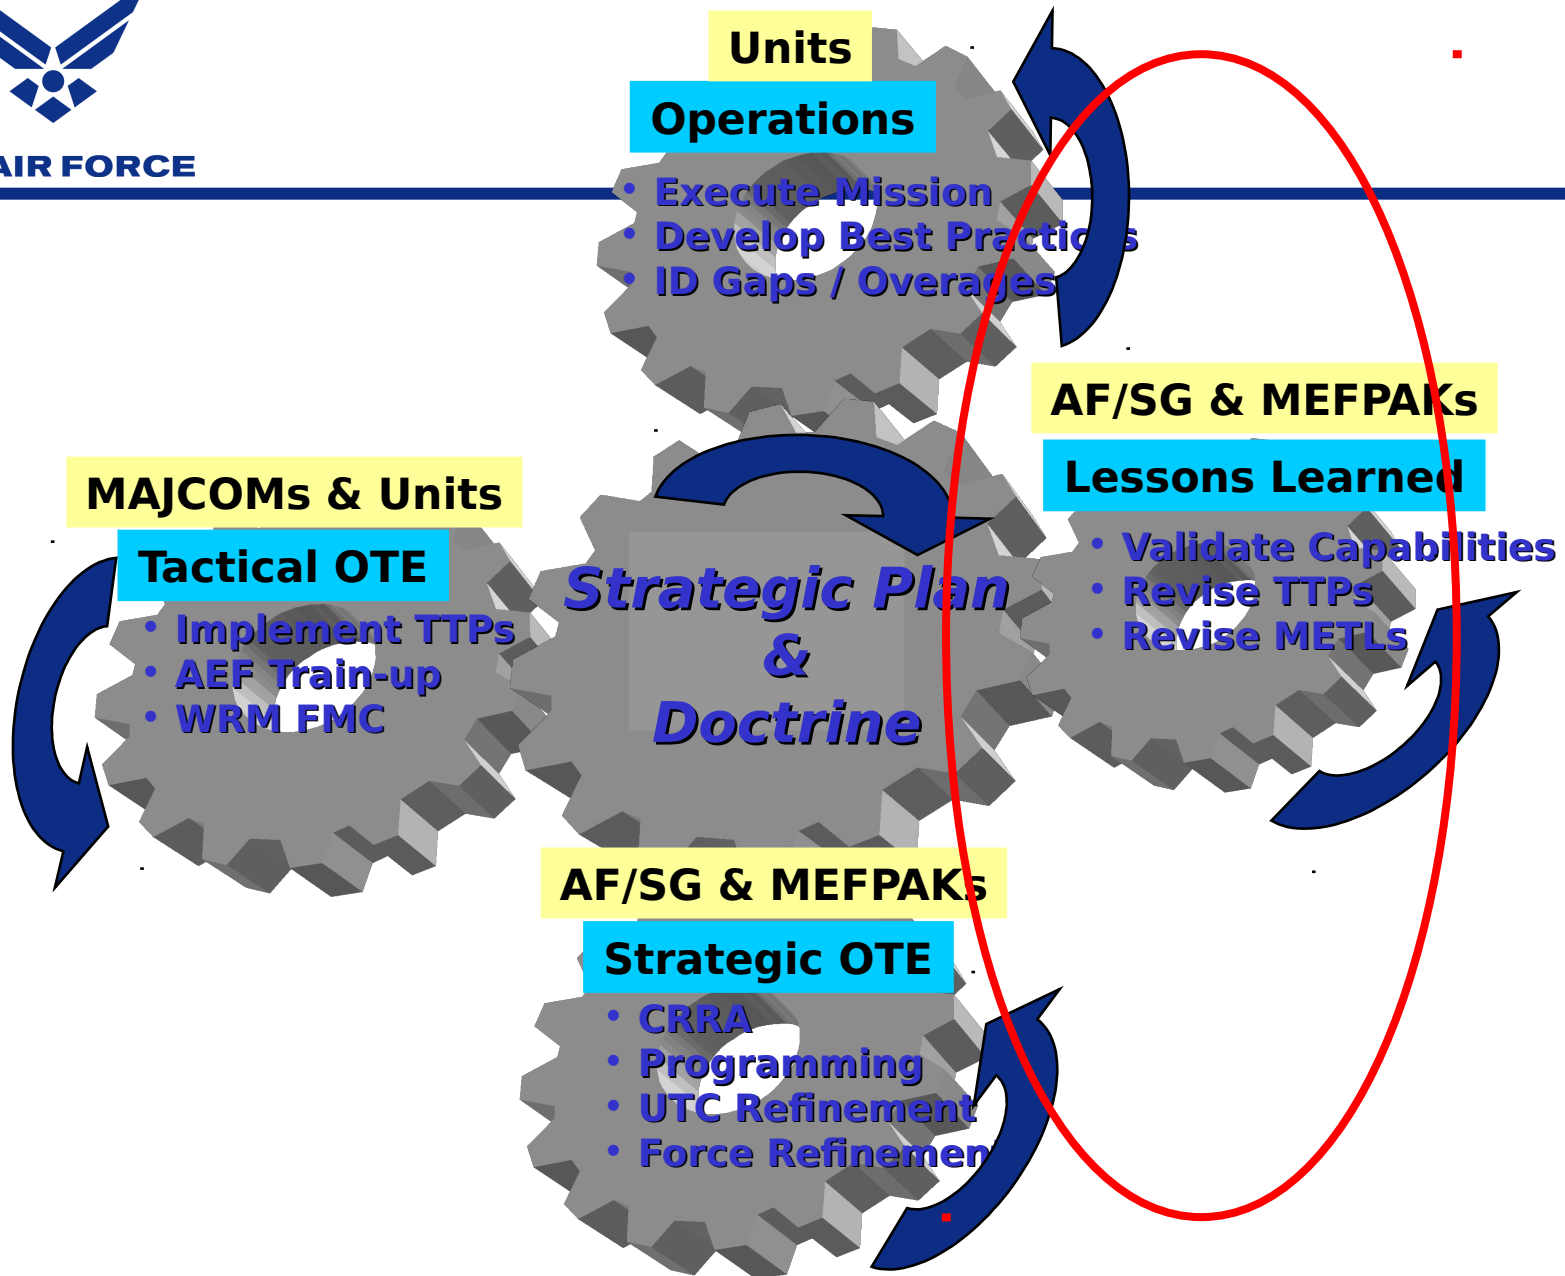 AIR FORCE
Units
Operations
• Execute Mission
• Develop Best Practices
• ID Gaps / Overages
AF/SG & MEFPAKs
Lessons Learned
• Validate Capabilities
• Revise TTPs
• Revise METLs
MAJCOMs & Units
Tactical OTE
• Implement TTPs
• AEF Train-up
• WRM FMC
Strategic Plan
&
Doctrine
AF/SG & MEFPAKs
Strategic OTE
• CRRA
• Programming
• UTC Refinement
• Force Refinement